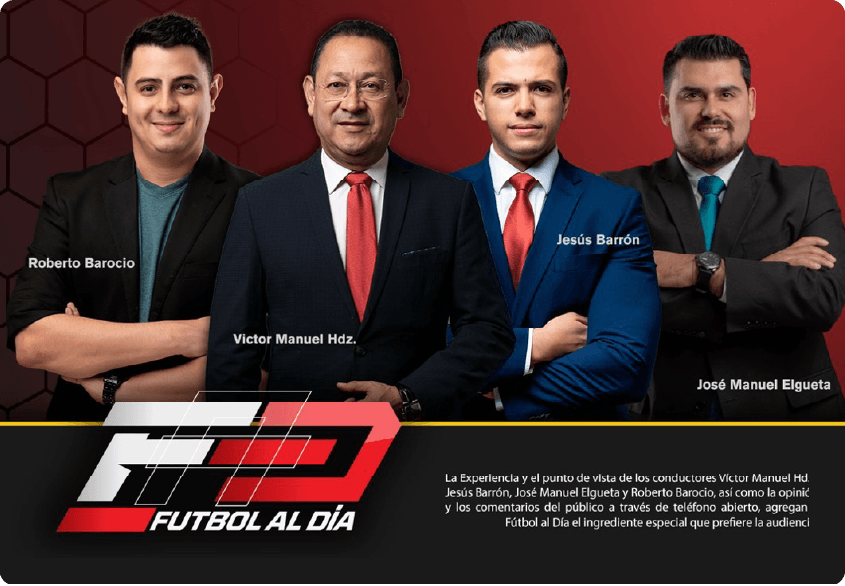 Roberto Barocio
Victor Manuel Hdz.
Jesús Barrón
José Manuel Elgueta
FUTBOL AL DÍA
La Experiencia y el punto de vista de los conductores Víctor Manuel Hd.
Jesús Barrón, José Manuel Elgueta y Roberto Barocio, así como la opinió
y los comentarios del público a través de teléfono abierto, agregan
Fútbol al Día el ingrediente especial que prefiere la audienci